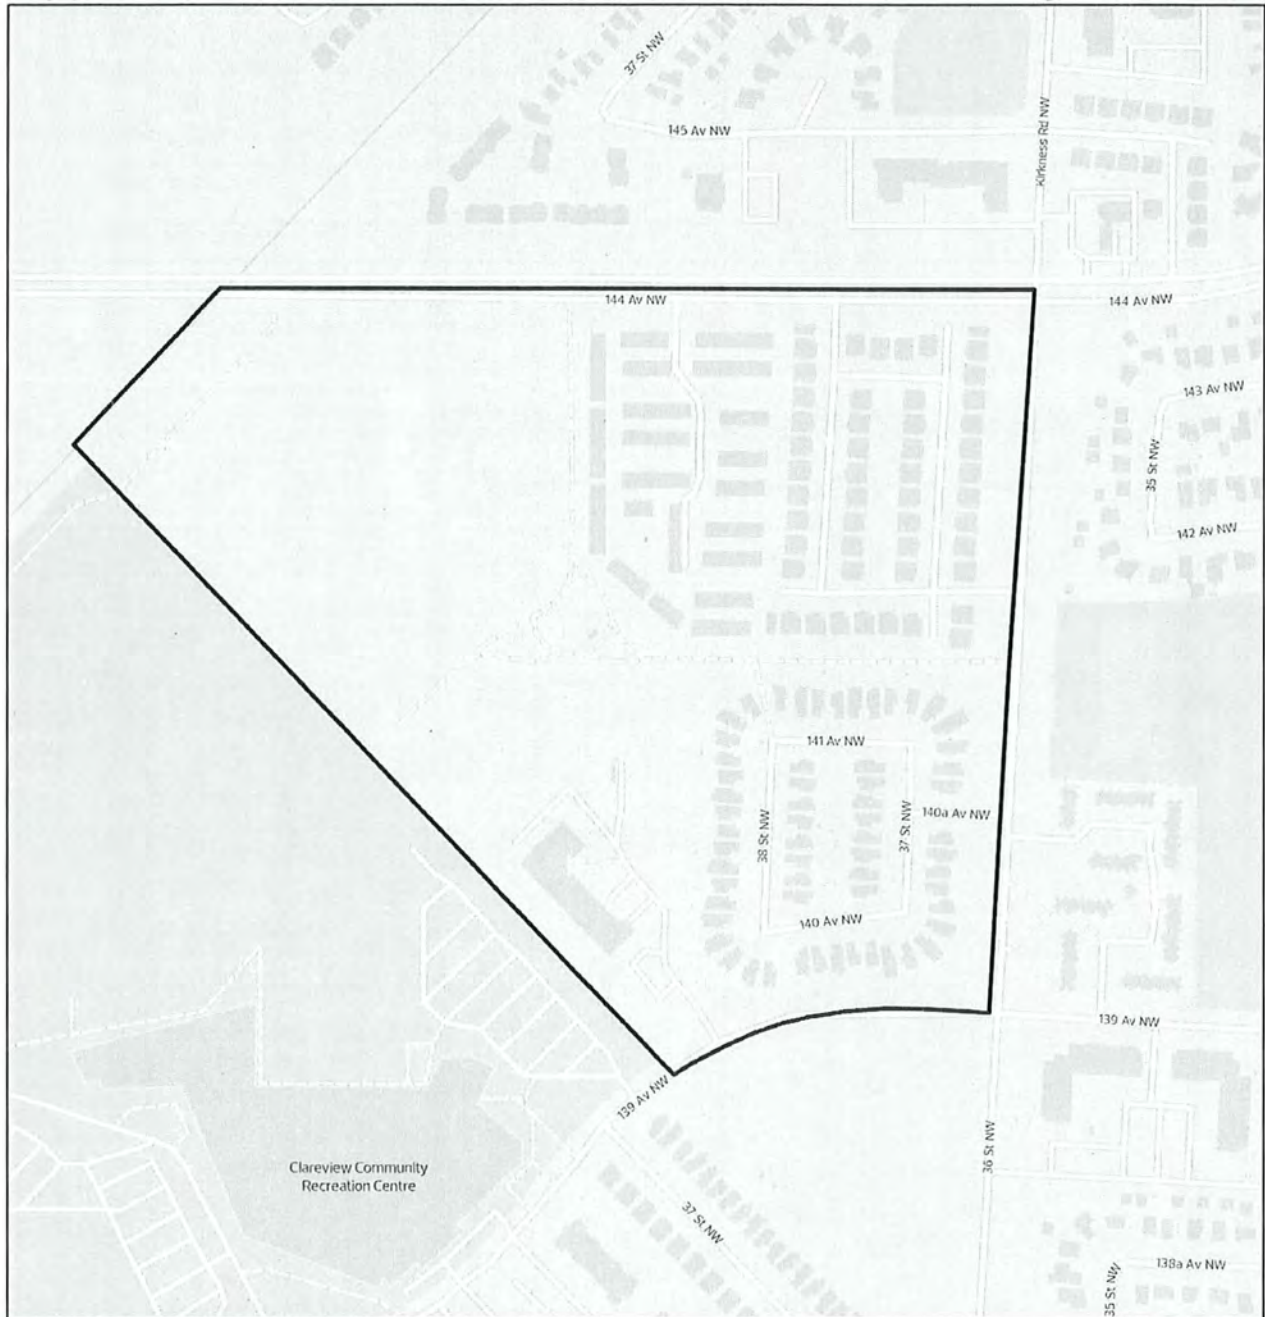 37 St NW
145 Av NW
Kirkness Rd NW
144 Av NW
144 Av NW
143 Av NW
35 St NW
142 Av NW
141 Av NW
38 St NW
37 St NW
140a Av NW
140 Av NW
139 Av NW
139 Av NW
36 St NW
Clareview Community
Recreation Centre
37 St NW
138a Av NW
35 St NW